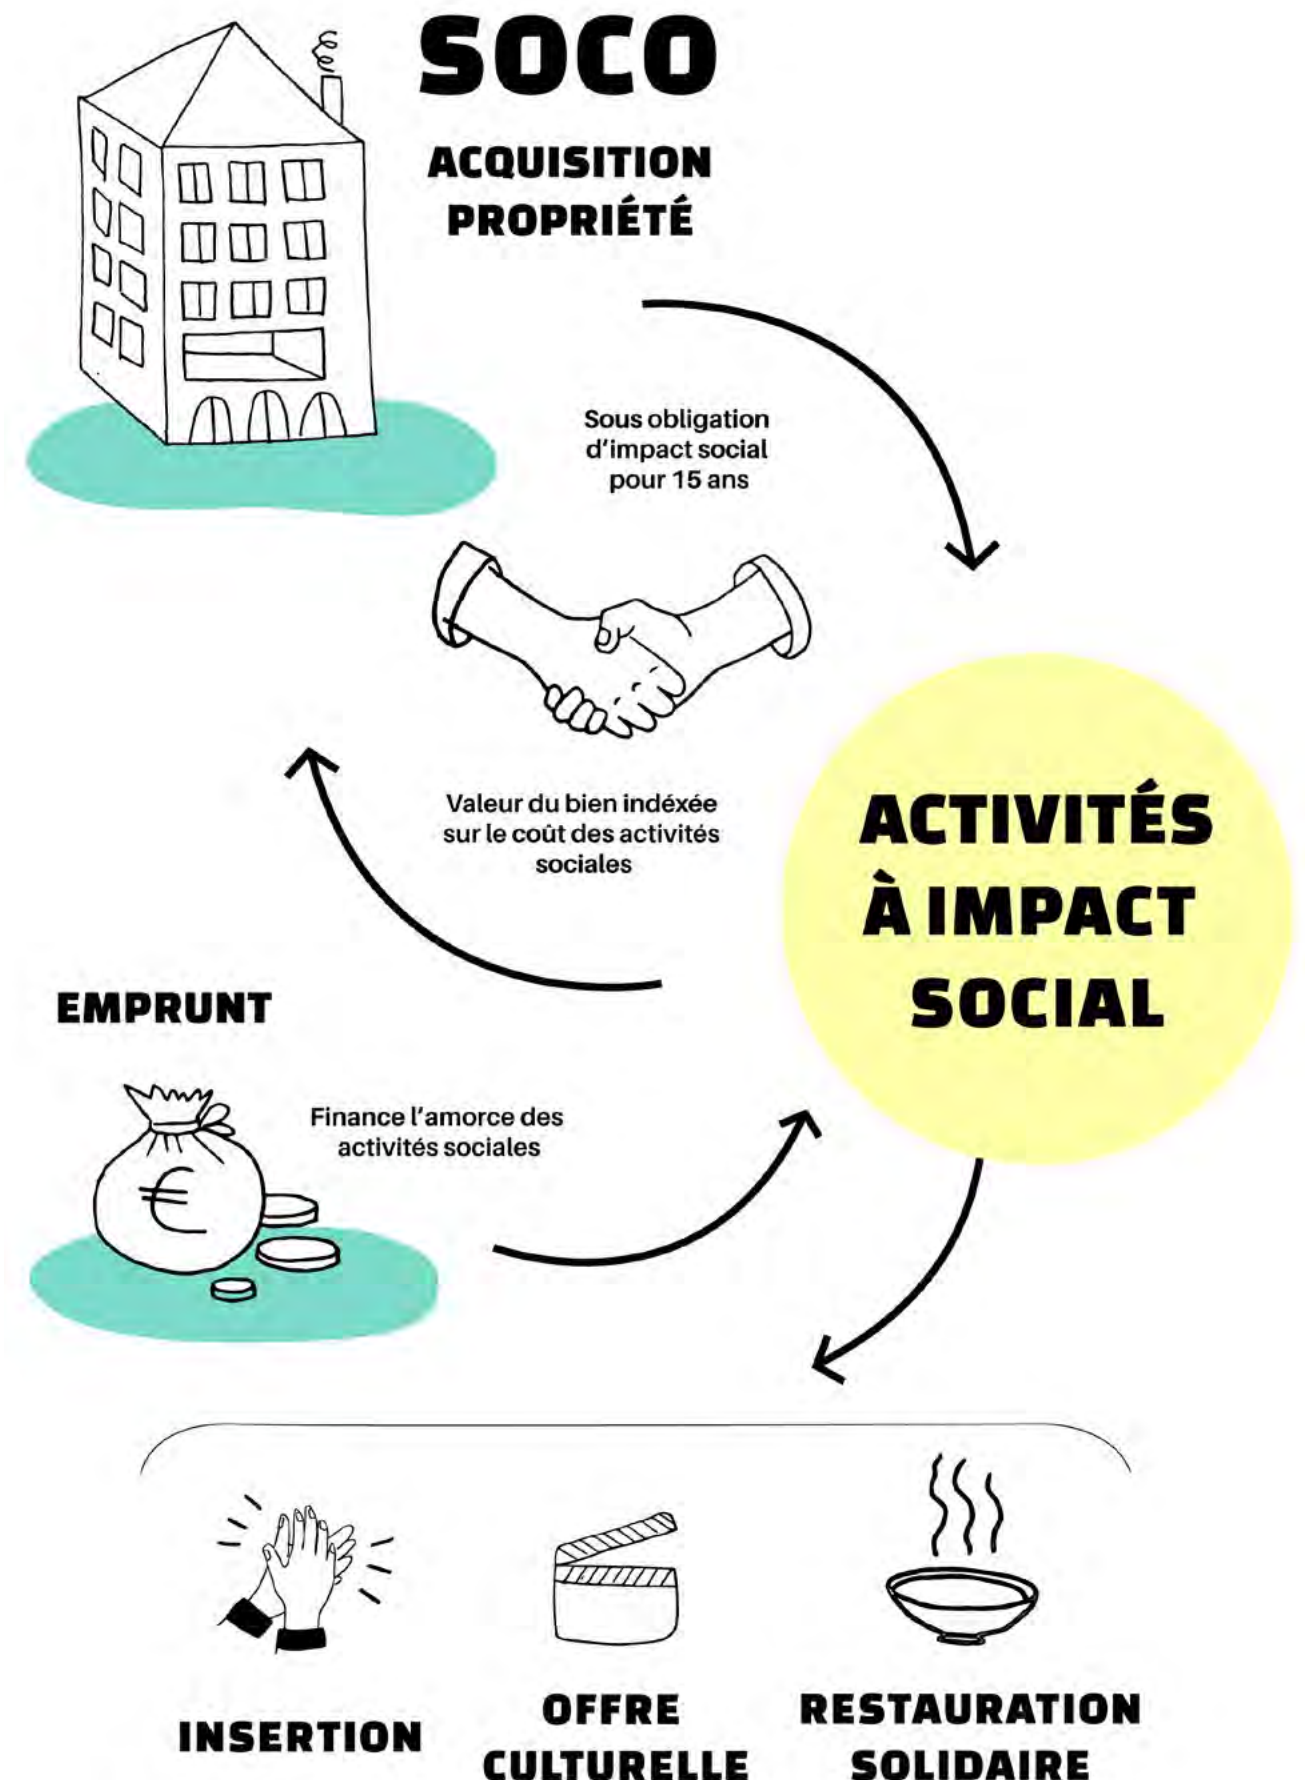 SOCO
ACQUISITION
PROPRIÉTÉ
Sous obligation
d'impact social
pour 15 ans
Valeur du bien indéxée
sur le coût des activités
sociales
ACTIVITÉS
À IMPACT
SOCIAL
EMPRUNT
Finance l'amorce des
activités sociales
€
INSERTION
OFFRE
CULTURELLE
RESTAURATION
SOLIDAIRE